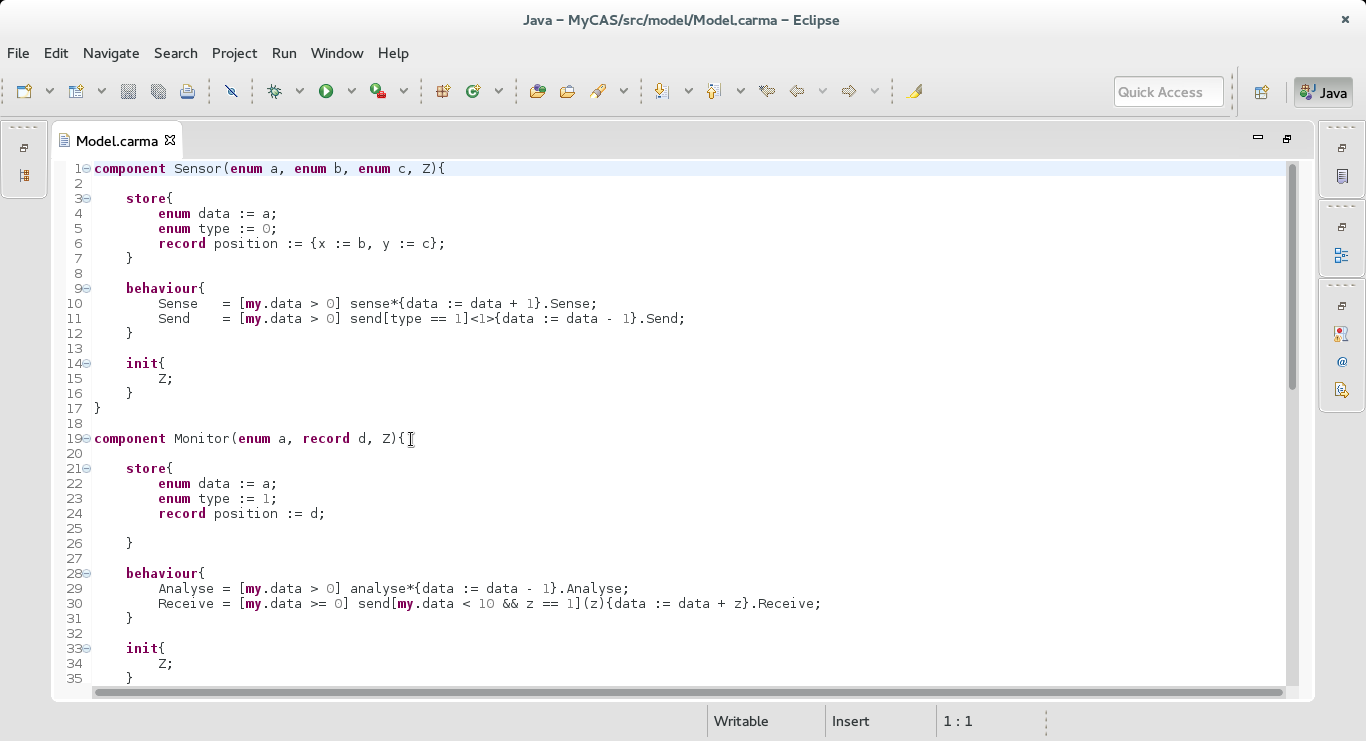 Java – MyCAS/src/model/Model.carma – Eclipse
File Edit Navigate Search Project Run Window Help
Quick Access
Java
Model.carma
1 component Sensor(enum a, enum b, enum c, Z){
2
3     store{
4         enum data := a;
5         enum type := 0;
6         record position := {x := b, y := c};
7     }
8
9     behaviour{
10         Sense   = [my.data > 0] sense*{data := data + 1}.Sense;
11         Send    = [my.data > 0] send[type == 1]<1>{data := data - 1}.Send;
12     }
13
14     init{
15         Z;
16     }
17 }
18
19 component Monitor(enum a, record d, Z){
20
21     store{
22         enum data := a;
23         enum type := 1;
24         record position := d;
25
26     }
27
28     behaviour{
29         Analyse = [my.data > 0] analyse*{data := data - 1}.Analyse;
30         Receive = [my.data >= 0] send[my.data < 10 && z == 1](z){data := data + z}.Receive;
31     }
32
33     init{
34         Z;
35     }
Writable Insert 1 : 1